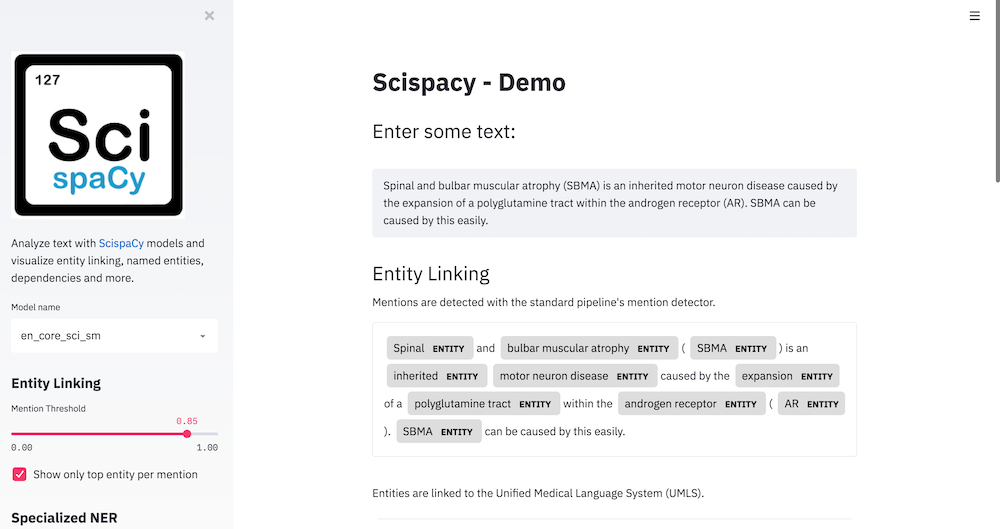 127
Sci
spaCy
Analyze text with ScispaCy models and
visualize entity linking, named entities,
dependencies and more.
Model name
en_core_sci_sm
Entity Linking
Mention Threshold
0.85
0.00 1.00
Show only top entity per mention
Specialized NER
Scispacy - Demo
Enter some text:
Spinal and bulbar muscular atrophy (SBMA) is an inherited motor neuron disease caused by
the expansion of a polyglutamine tract within the androgen receptor (AR). SBMA can be
caused by this easily.
Entity Linking
Mentions are detected with the standard pipeline's mention detector.
Spinal ENTITY and bulbar muscular atrophy ENTITY ( SBMA ENTITY ) is an
inherited ENTITY motor neuron disease ENTITY caused by the expansion ENTITY
of a polyglutamine tract ENTITY within the androgen receptor ENTITY ( AR ENTITY
). SBMA ENTITY can be caused by this easily.
Entities are linked to the Unified Medical Language System (UMLS).